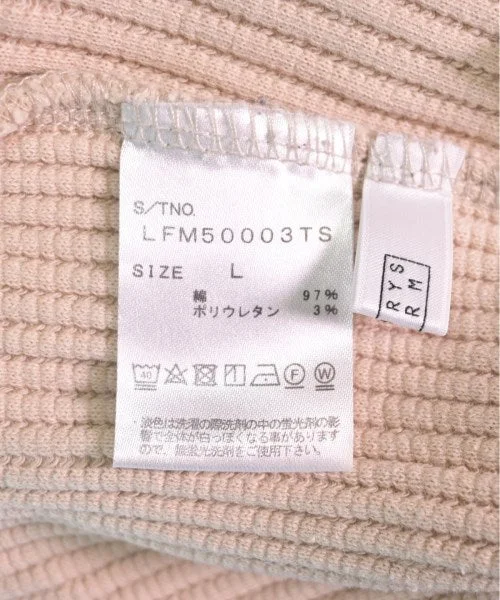 S/TNO.
LFM50003TS
SIZE L
綿 97%
ポリウレタン 3%
40 F W
淡色は洗濯の際洗剤の中の蛍光剤の影
響で全体が白っぽくなる事があります
ので、無蛍光洗剤をご使用下さい。
RYS
RM